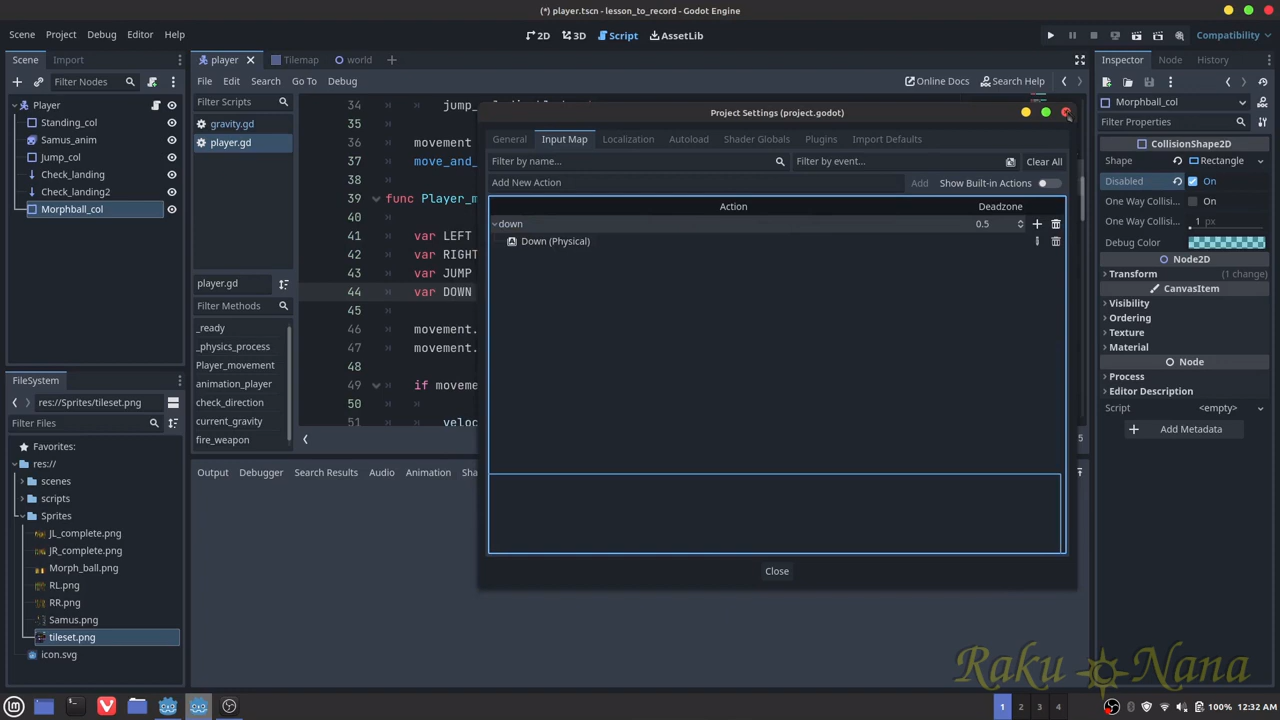 (*) player.tscn - lesson_to_record - Godot Engine
Scene Project Debug Editor Help
2D 3D Script AssetLib
Compatibility
Scene Import
Filter Nodes
Player
Standing_col
Samus_anim
Jump_col
Check_landing
Check_landing2
Morphball_col
FileSystem
res://Sprites/tileset.png
Filter Files
Favorites:
res://
scenes
scripts
Sprites
JL_complete.png
JR_complete.png
Morph_ball.png
RL.png
RR.png
Samus.png
tileset.png
icon.svg
player Tilemap world
File Edit Search Go To Debug
Online Docs Search Help
Filter Scripts
gravity.gd
player.gd
player.gd
Filter Methods
_ready
_physics_process
Player_movement
animation_player
check_direction
current_gravity
fire_weapon
34
35
36 movement
37 move_and_
38
39 func Player_m
40
41 var LEFT
42 var RIGHT
43 var JUMP
44 var DOWN
45
46 movement.
47 movement.
48
49 if moveme
50
51 veloc
5
Output Debugger Search Results Audio Animation Sha
Project Settings (project.godot)
General Input Map Localization Autoload Shader Globals Plugins Import Defaults
Filter by name... Filter by event... Clear All
Add New Action Add Show Built-in Actions
Action Deadzone
down 0.5
Down (Physical)
Close
Inspector Node History
Morphball_col
Filter Properties
CollisionShape2D
Shape Rectangle
Disabled On
One Way Collisi... On
One Way Collisi... px
Debug Color
Node2D
Transform (1 change)
CanvasItem
Visibility
Ordering
Texture
Material
Node
Process
Editor Description
Script <empty>
Add Metadata
Raku Nana
1 2 3 4 100% 12:32 AM